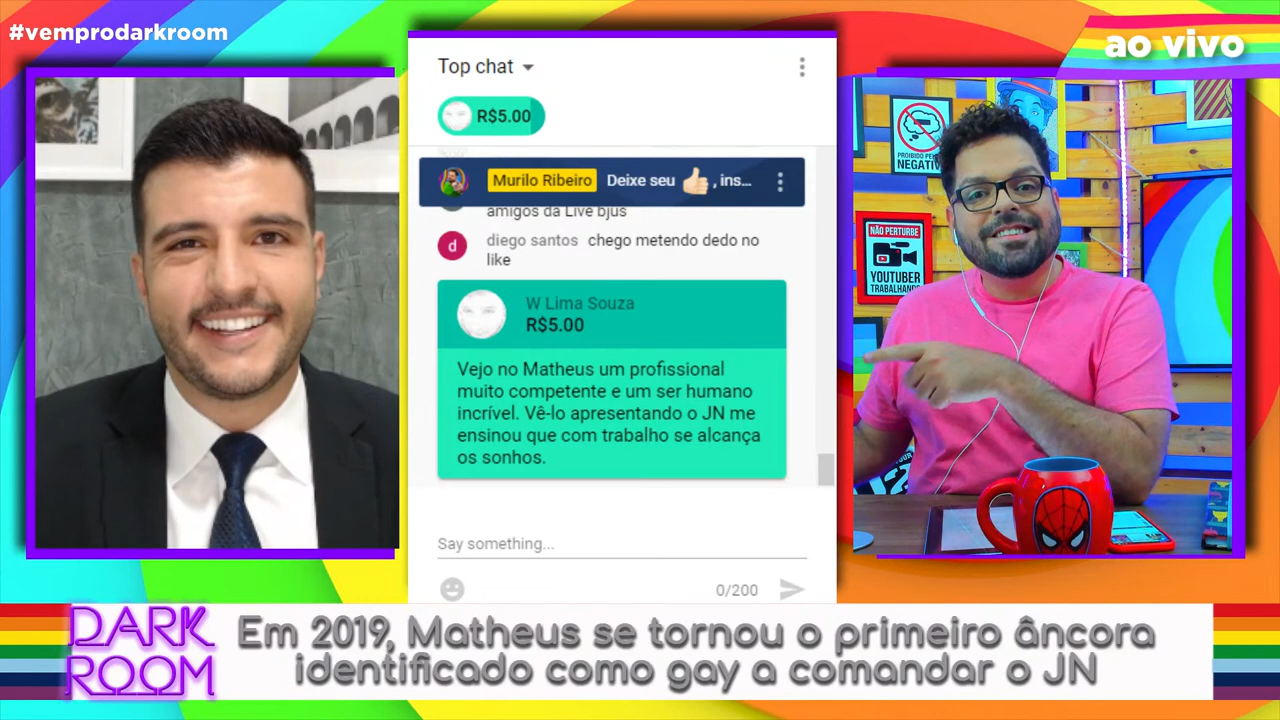 #vemprodarkroom
ao vivo
Top chat
R$5.00
Murilo Ribeiro Deixe seu 👍, ins...
amigos da Live bjus
d
diego santos chego metendo dedo no
like
W Lima Souza
R$5.00
Vejo no Matheus um profissional
muito competente e um ser humano
incrível. Vê-lo apresentando o JN me
ensinou que com trabalho se alcança
os sonhos.
Say something...
0/200
PROIBIDO
NEGATIV
NÃO PERTURBE
YOUTUBER
TRABALHANDO
DARK
ROOM
Em 2019, Matheus se tornou o primeiro âncora
identificado como gay a comandar o JN